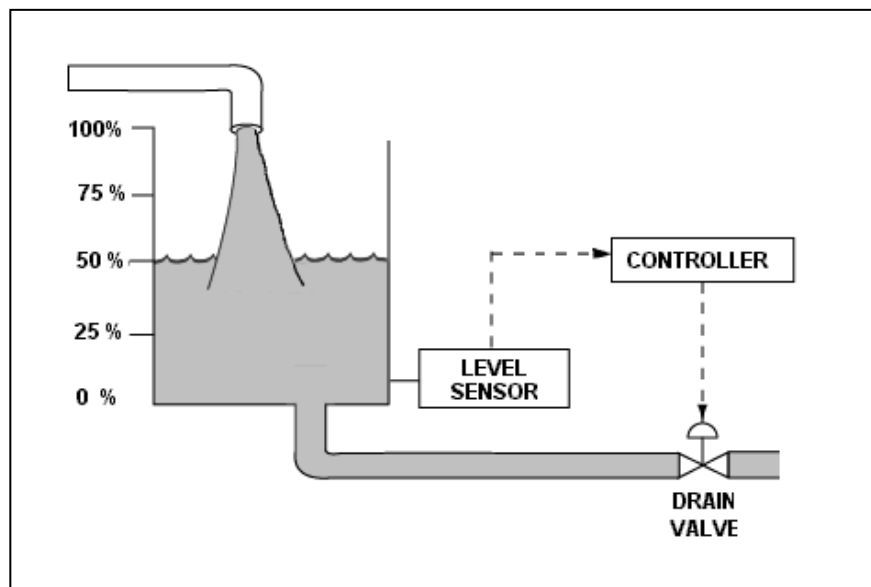 100%
75 %
50 %
25 %
0 %
CONTROLLER
LEVEL
SENSOR
DRAIN
VALVE